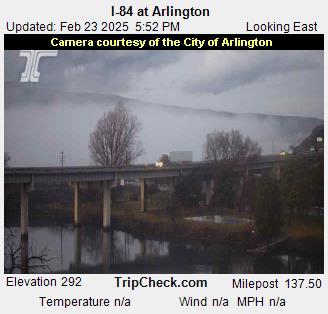 I-84 at Arlington
Updated: Feb 23 2025 5:52 PM Looking East
Camera courtesy of the City of Arlington
Elevation 292 TripCheck.com Milepost 137.50
Temperature n/a Wind n/a MPH n/a